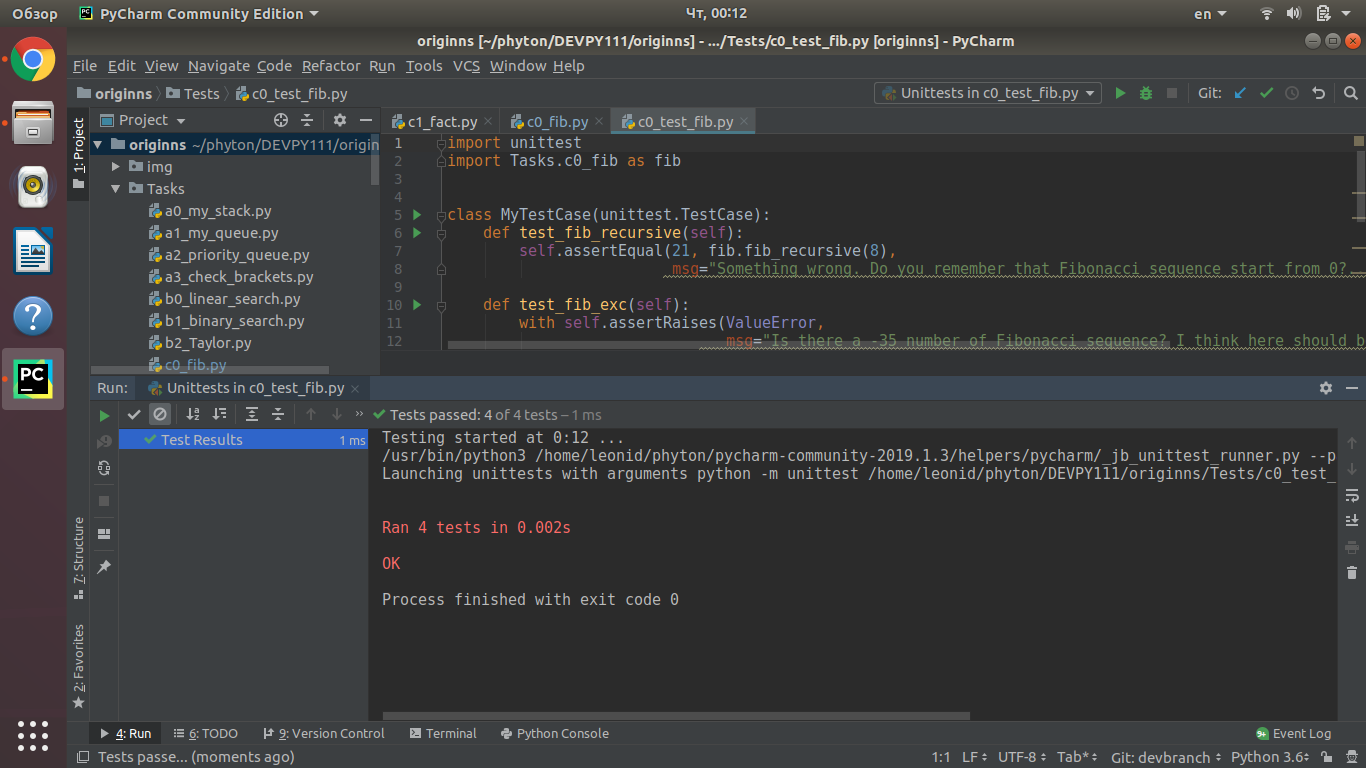 Обзор PyCharm Community Edition Чт, 00:12 en
originns [~/phyton/DEVPY111/originns] - .../Tests/c0_test_fib.py [originns] - PyCharm
File Edit View Navigate Code Refactor Run Tools VCS Window Help
originns Tests c0_test_fib.py Unittests in c0_test_fib.py Git:
1: Project
Project
originns ~/phyton/DEVPY111/origin
img
Tasks
a0_my_stack.py
a1_my_queue.py
a2_priority_queue.py
a3_check_brackets.py
b0_linear_search.py
b1_binary_search.py
b2_Taylor.py
c0_fib.py
c1_fact.py c0_fib.py c0_test_fib.py
1 import unittest
2 import Tasks.c0_fib as fib
3
4
5 class MyTestCase(unittest.TestCase):
6 def test_fib_recursive(self):
7 self.assertEqual(21, fib.fib_recursive(8),
8 msg="Something wrong. Do you remember that Fibonacci sequence start from 0?
9
10 def test_fib_exc(self):
11 with self.assertRaises(ValueError,
12 msg="Is there a -35 number of Fibonacci sequence? I think here should b
Run: Unittests in c0_test_fib.py
Tests passed: 4 of 4 tests – 1 ms
Test Results 1 ms
Testing started at 0:12 ...
/usr/bin/python3 /home/leonid/phyton/pycharm-community-2019.1.3/helpers/pycharm/_jb_unittest_runner.py --p
Launching unittests with arguments python -m unittest /home/leonid/phyton/DEVPY111/originns/Tests/c0_test_
Ran 4 tests in 0.002s
OK
Process finished with exit code 0
7: Structure
2: Favorites
4: Run 6: TODO 9: Version Control Terminal Python Console 9+ Event Log
Tests passe... (moments ago) 1:1 LF UTF-8 Tab* Git: devbranch Python 3.6